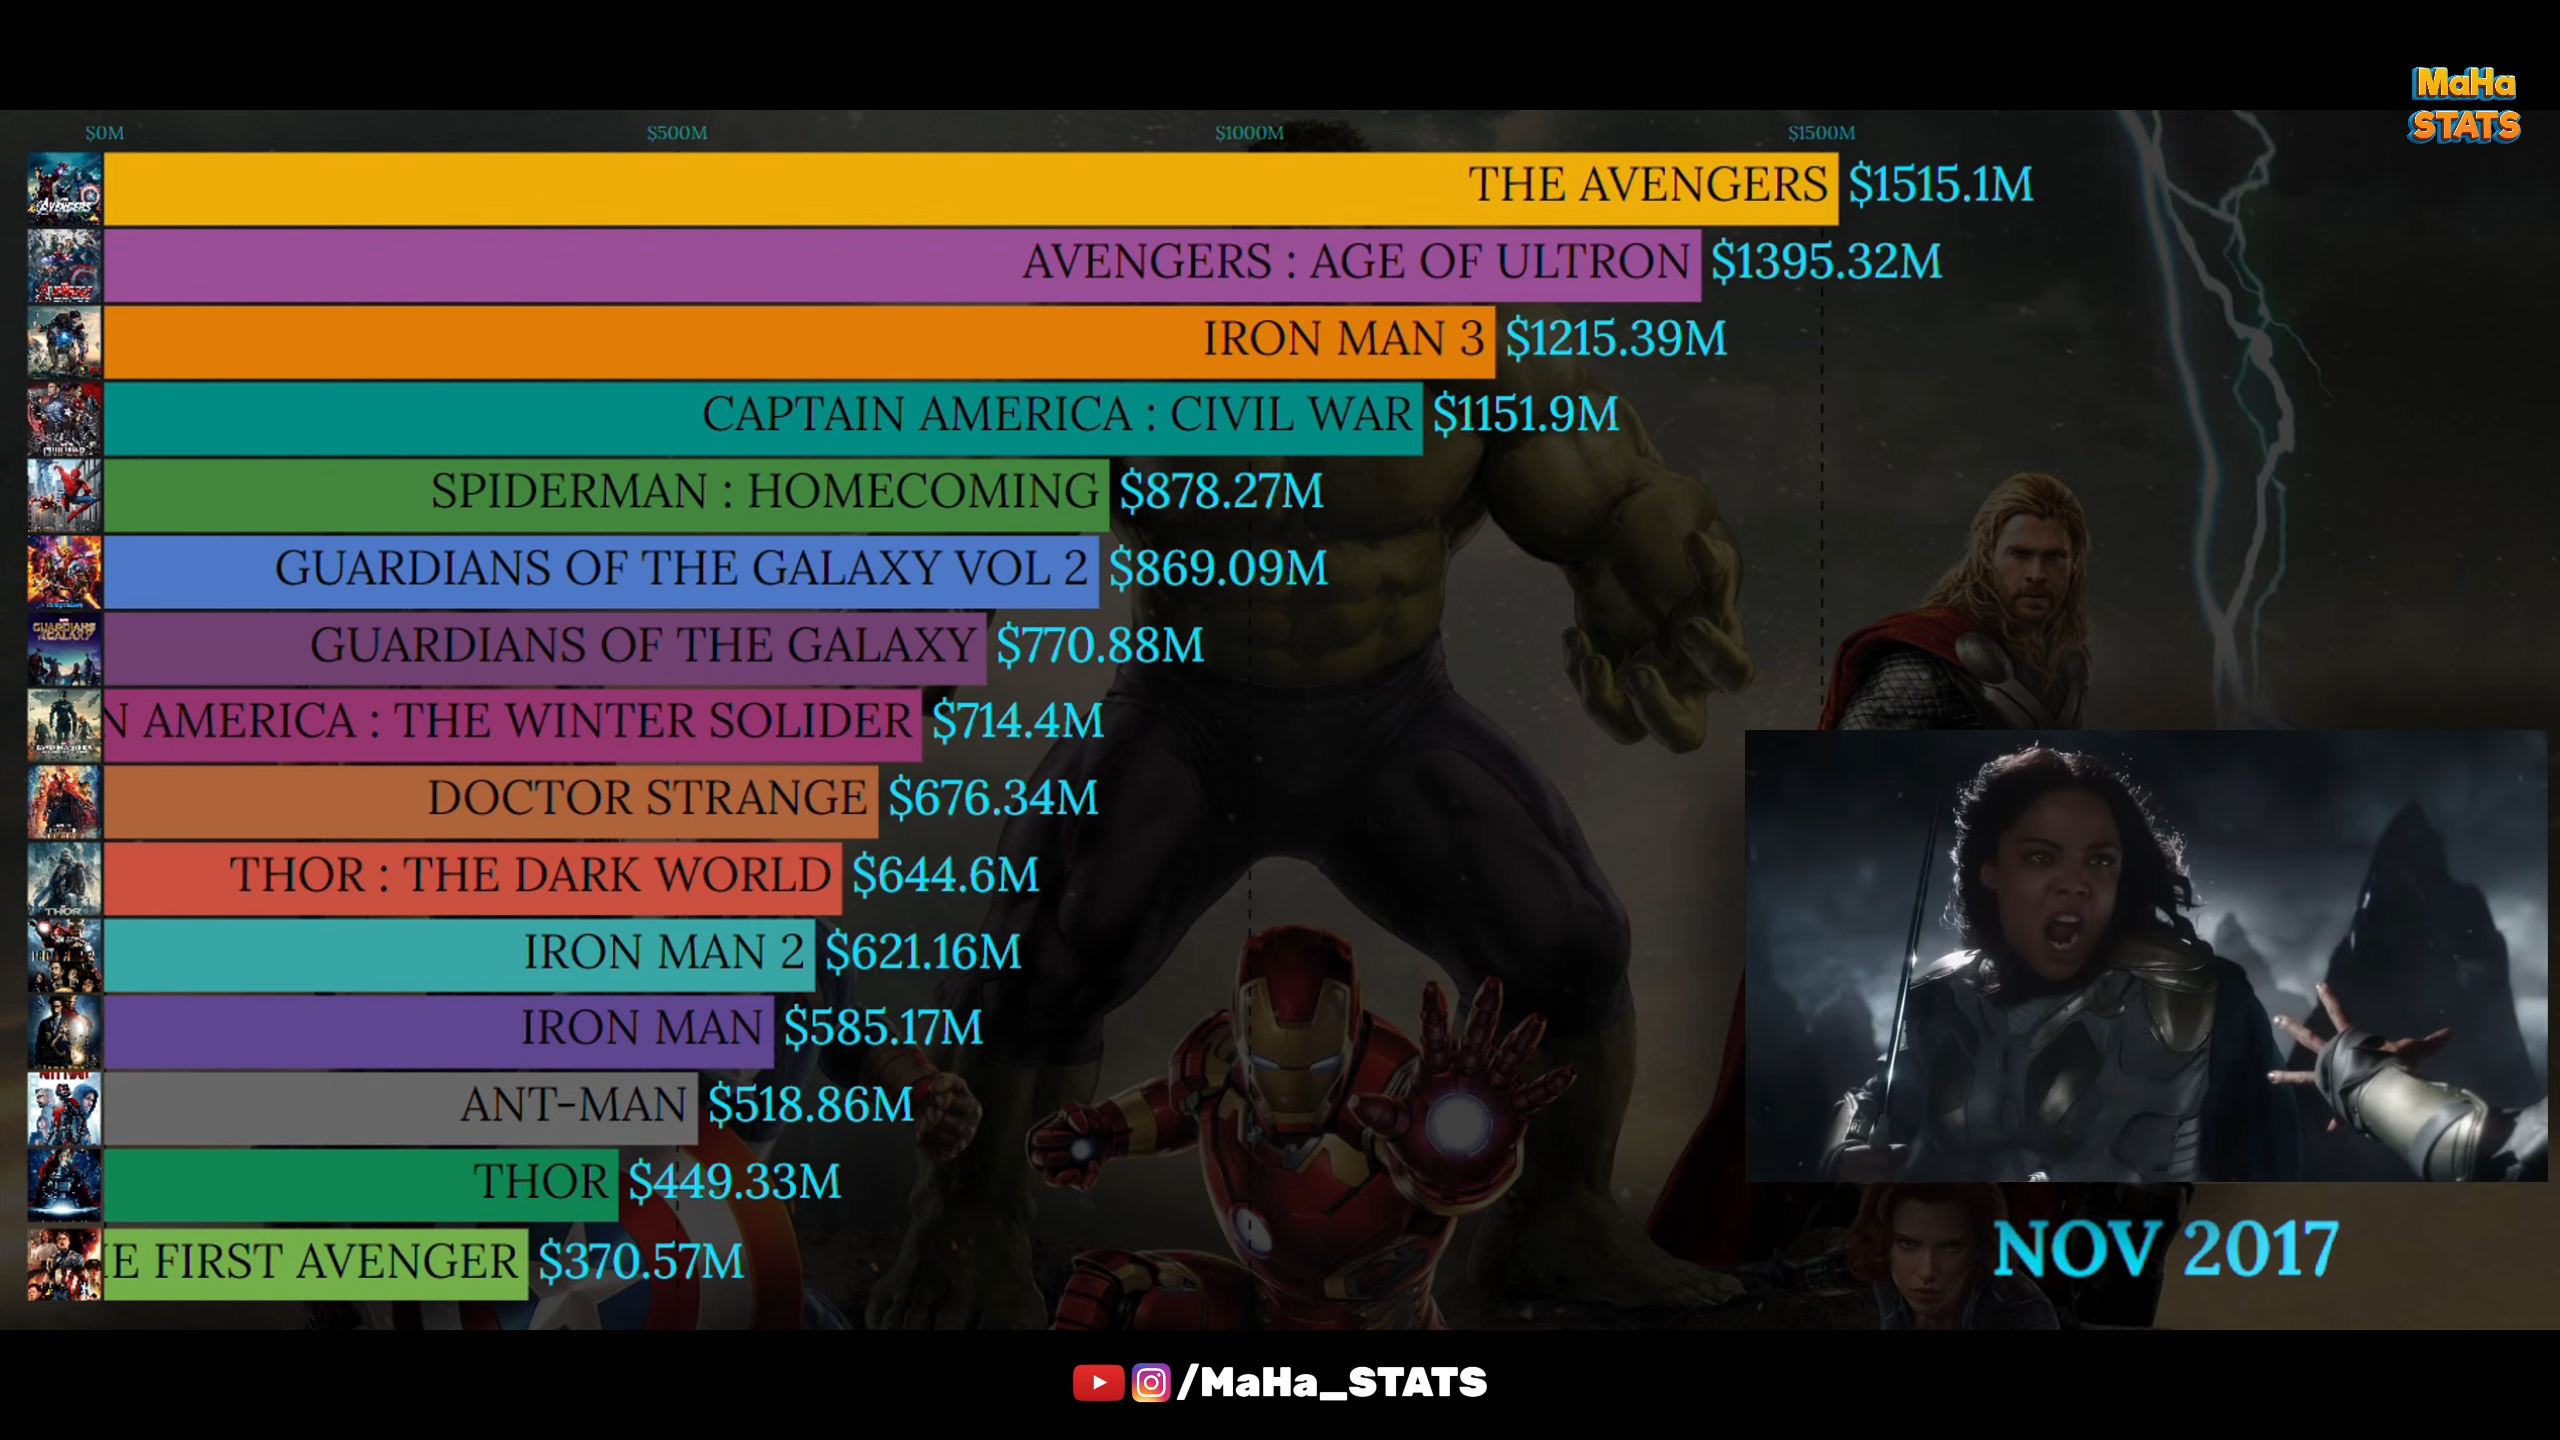 MaHa
STATS
$0M $500M $1000M $1500M
THE AVENGERS $1515.1M
AVENGERS : AGE OF ULTRON $1395.32M
IRON MAN 3 $1215.39M
CAPTAIN AMERICA : CIVIL WAR $1151.9M
SPIDERMAN : HOMECOMING $878.27M
GUARDIANS OF THE GALAXY VOL 2 $869.09M
GUARDIANS OF THE GALAXY $770.88M
N AMERICA : THE WINTER SOLIDER $714.4M
DOCTOR STRANGE $676.34M
THOR : THE DARK WORLD $644.6M
IRON MAN 2 $621.16M
IRON MAN $585.17M
ANT-MAN $518.86M
THOR $449.33M
E FIRST AVENGER $370.57M
NOV 2017
/MaHa_STATS